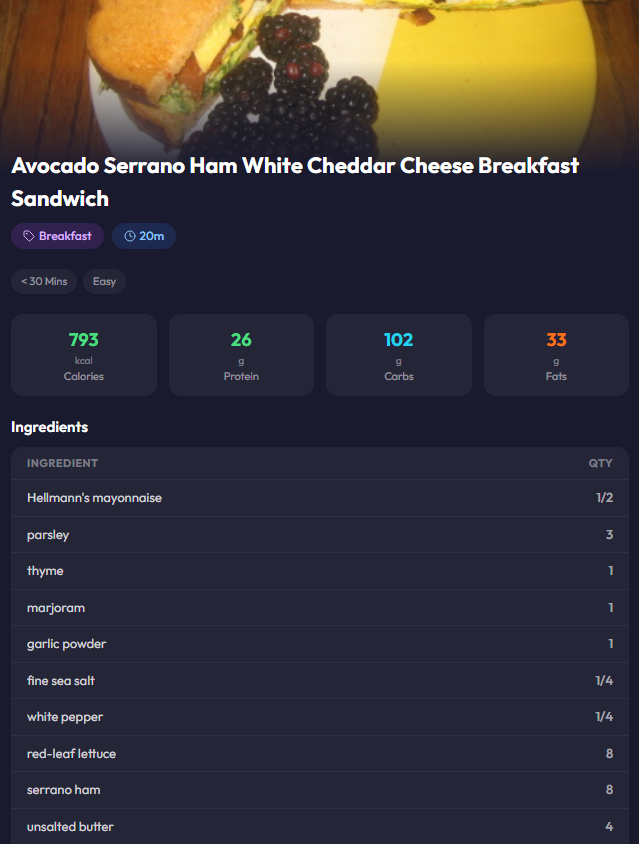 Avocado Serrano Ham White Cheddar Cheese Breakfast
Sandwich
Breakfast
20m
< 30 Mins
Easy
793
kcal
Calories
26
g
Protein
102
g
Carbs
33
g
Fats
Ingredients
INGREDIENT QTY
Hellmann's mayonnaise 1/2
parsley 3
thyme 1
marjoram 1
garlic powder 1
fine sea salt 1/4
white pepper 1/4
red-leaf lettuce 8
serrano ham 8
unsalted butter 4